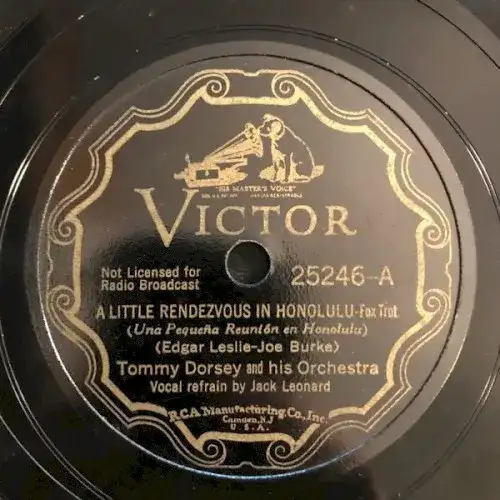 "HIS MASTER'S VOICE"
VICTOR
Not Licensed for
Radio Broadcast
25246-A
A LITTLE RENDEZVOUS IN HONOLULU-Fox Trot
(Una Pequeña Reunión en Honolulu)
(Edgar Leslie-Joe Burke)
Tommy Dorsey and his Orchestra
Vocal refrain by Jack Leonard
RCA Manufacturing Co., Inc.
Camden, N.J.
U.S.A.